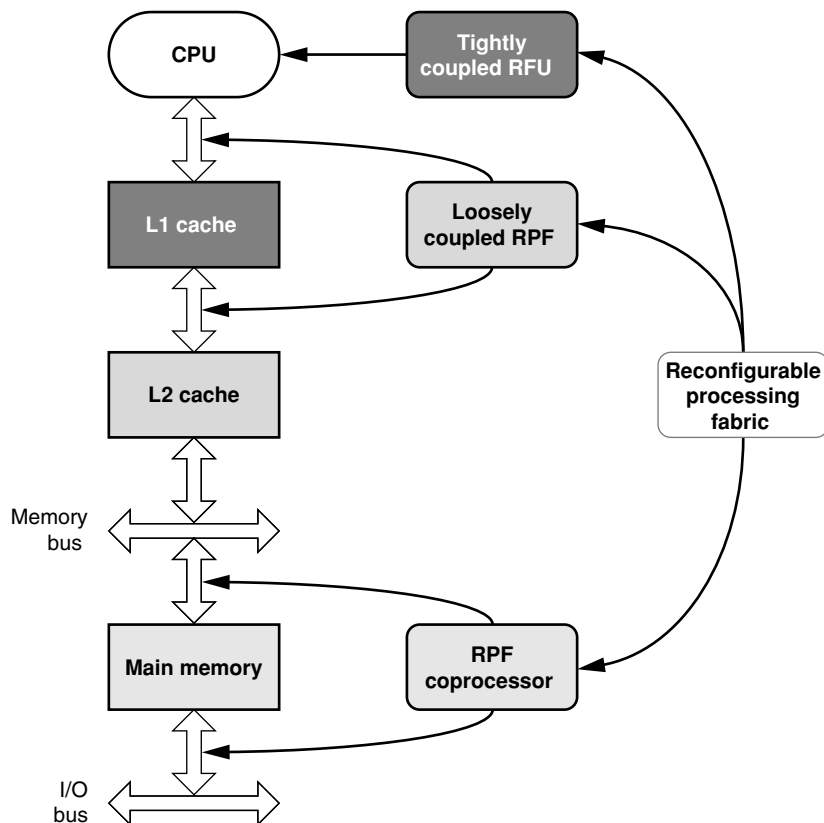 CPU
Tightly
coupled RFU
L1 cache
Loosely
coupled RPF
L2 cache
Reconfigurable
processing
fabric
Memory
bus
Main memory
RPF
coprocessor
I/O
bus